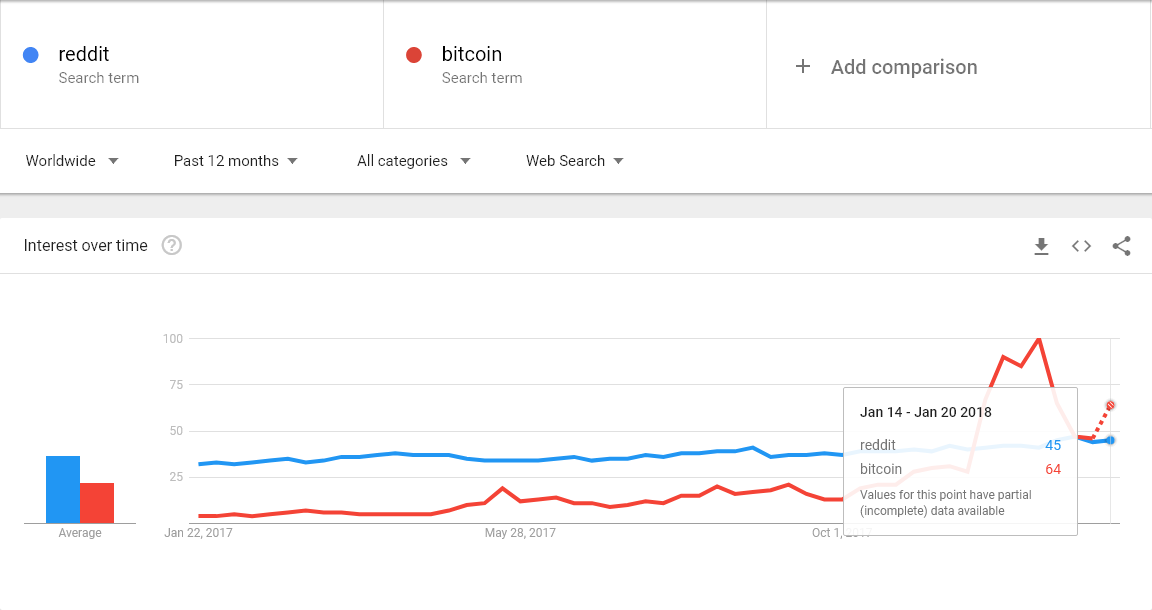 reddit
Search term
bitcoin
Search term
+ Add comparison
Worldwide
Past 12 months
All categories
Web Search
Interest over time ?
100
75
50
25
Average
Jan 22, 2017
May 28, 2017
Oct 1, 2017
Jan 14 - Jan 20 2018
reddit 45
bitcoin 64
Values for this point have partial
(incomplete) data available